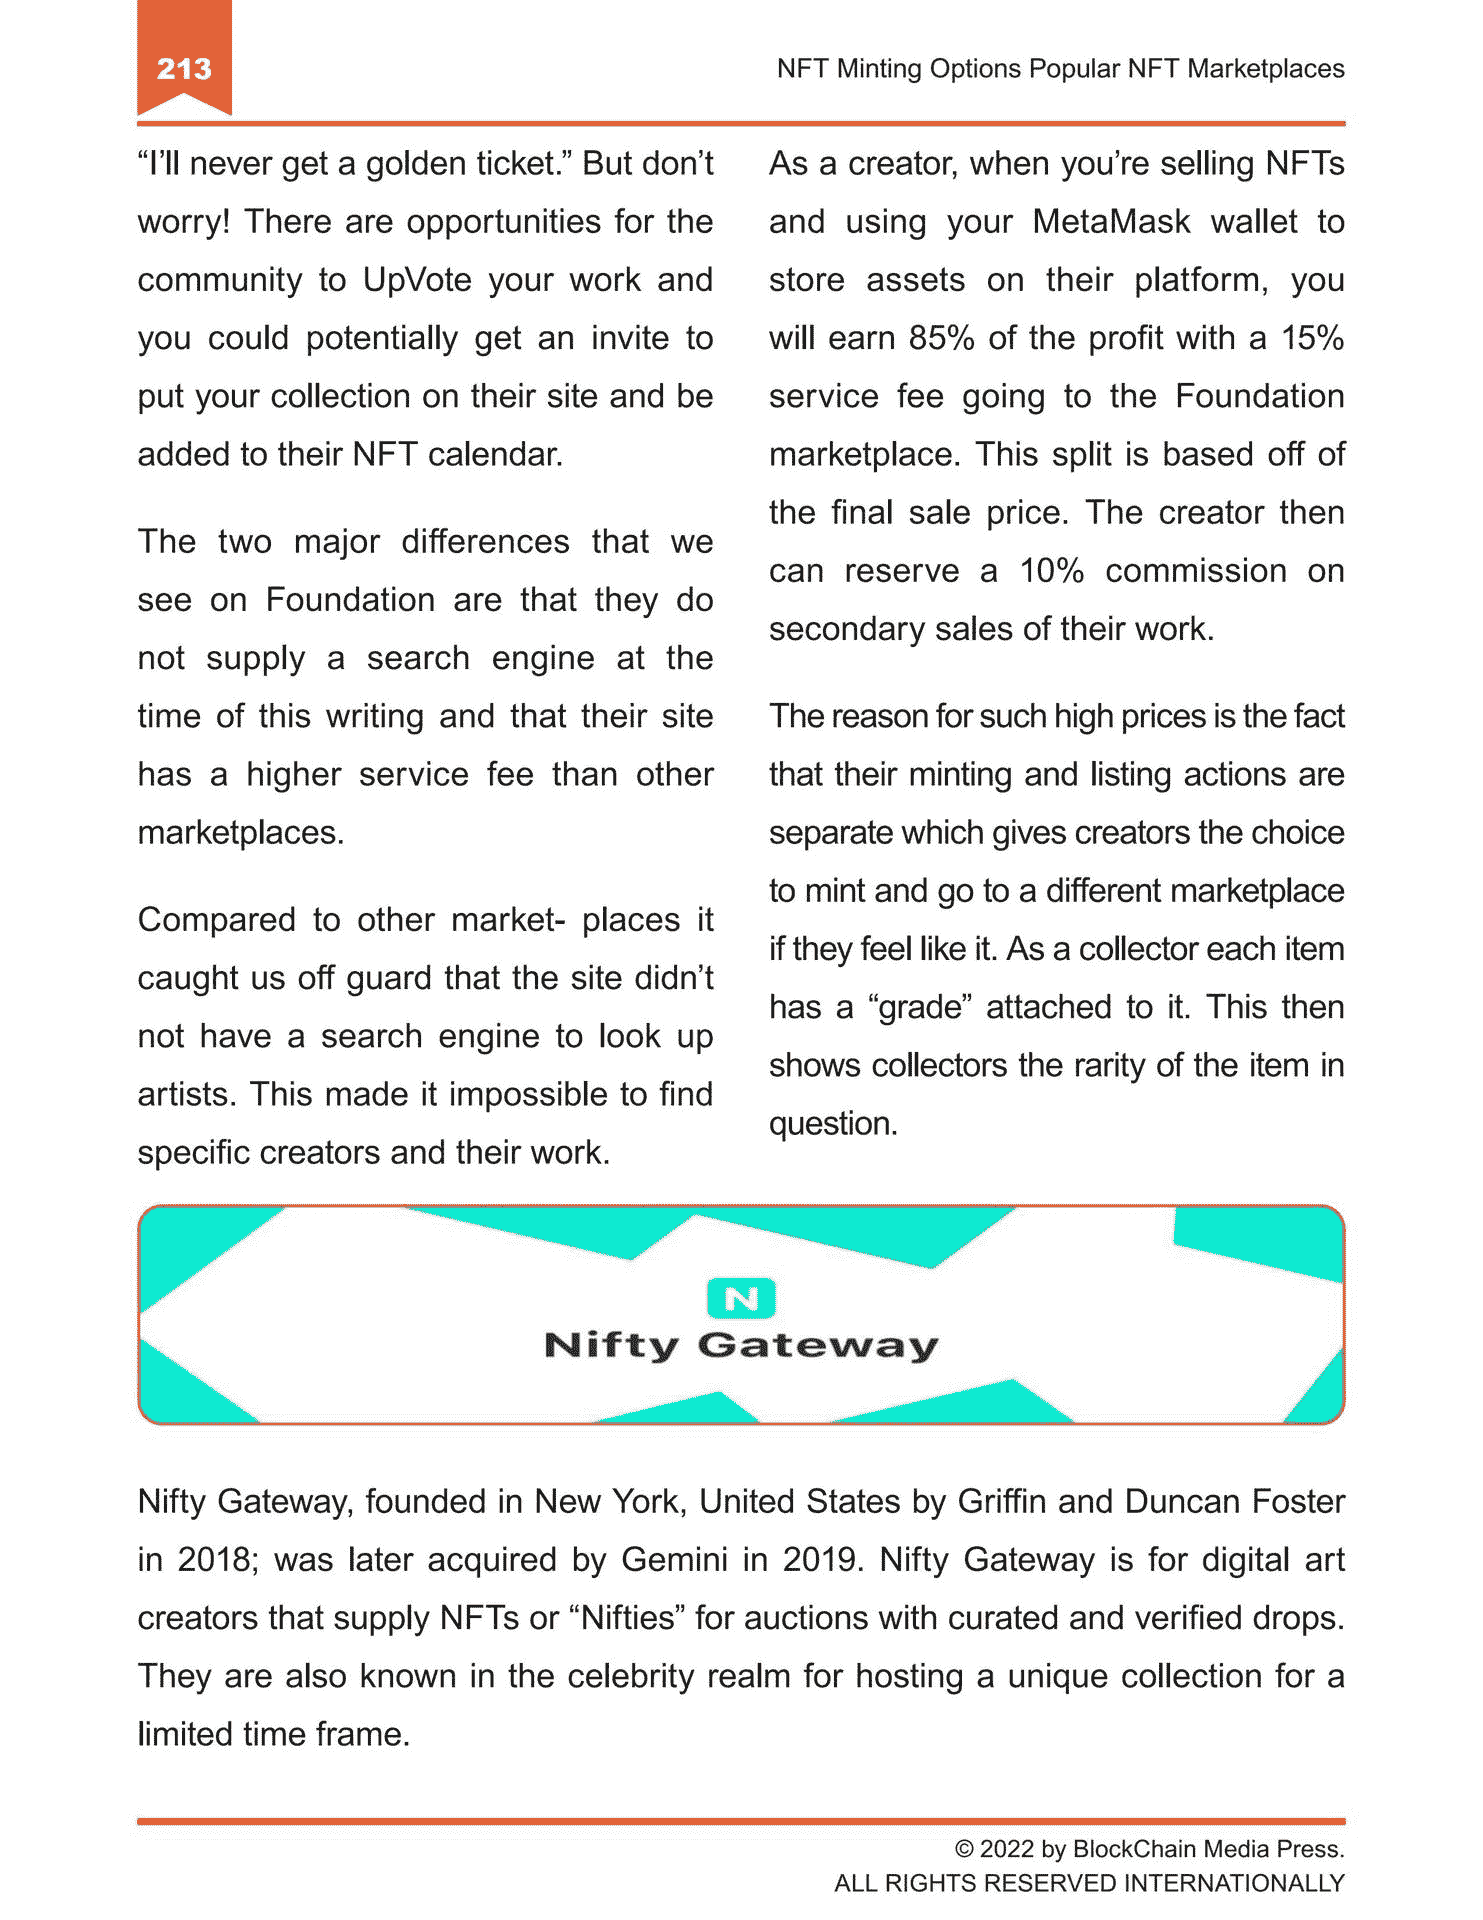 213
NFT Minting Options Popular NFT Marketplaces
“I’ll never get a golden ticket.” But don’t
worry! There are opportunities for the
community to UpVote your work and
you could potentially get an invite to
put your collection on their site and be
added to their NFT calendar.
The two major differences that we
see on Foundation are that they do
not supply a search engine at the
time of this writing and that their site
has a higher service fee than other
marketplaces.
Compared to other market- places it
caught us off guard that the site didn’t
not have a search engine to look up
artists. This made it impossible to find
specific creators and their work.
As a creator, when you’re selling NFTs
and using your MetaMask wallet to
store assets on their platform, you
will earn 85% of the profit with a 15%
service fee going to the Foundation
marketplace. This split is based off of
the final sale price. The creator then
can reserve a 10% commission on
secondary sales of their work.
The reason for such high prices is the fact
that their minting and listing actions are
separate which gives creators the choice
to mint and go to a different marketplace
if they feel like it. As a collector each item
has a “grade” attached to it. This then
shows collectors the rarity of the item in
question.
N
Nifty Gateway
Nifty Gateway, founded in New York, United States by Griffin and Duncan Foster
in 2018; was later acquired by Gemini in 2019. Nifty Gateway is for digital art
creators that supply NFTs or “Nifties” for auctions with curated and verified drops.
They are also known in the celebrity realm for hosting a unique collection for a
limited time frame.
© 2022 by BlockChain Media Press.
ALL RIGHTS RESERVED INTERNATIONALLY